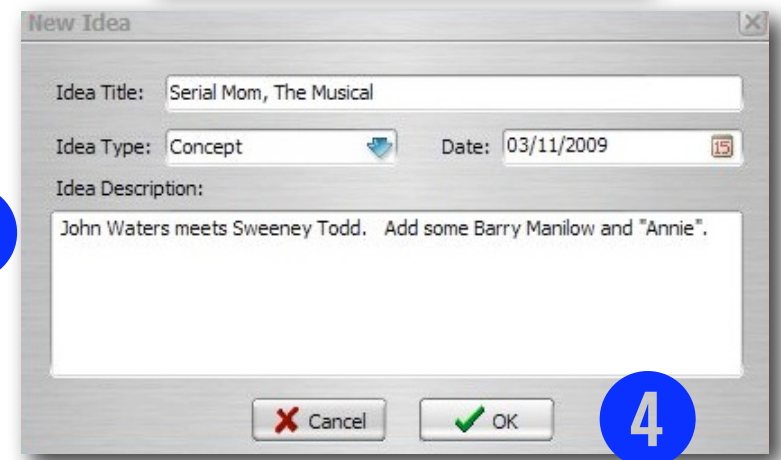 New Idea
Idea Title: Serial Mom, The Musical
Idea Type: Concept Date: 03/11/2009 15
Idea Description:
John Waters meets Sweeney Todd. Add some Barry Manilow and "Annie".
Cancel OK 4